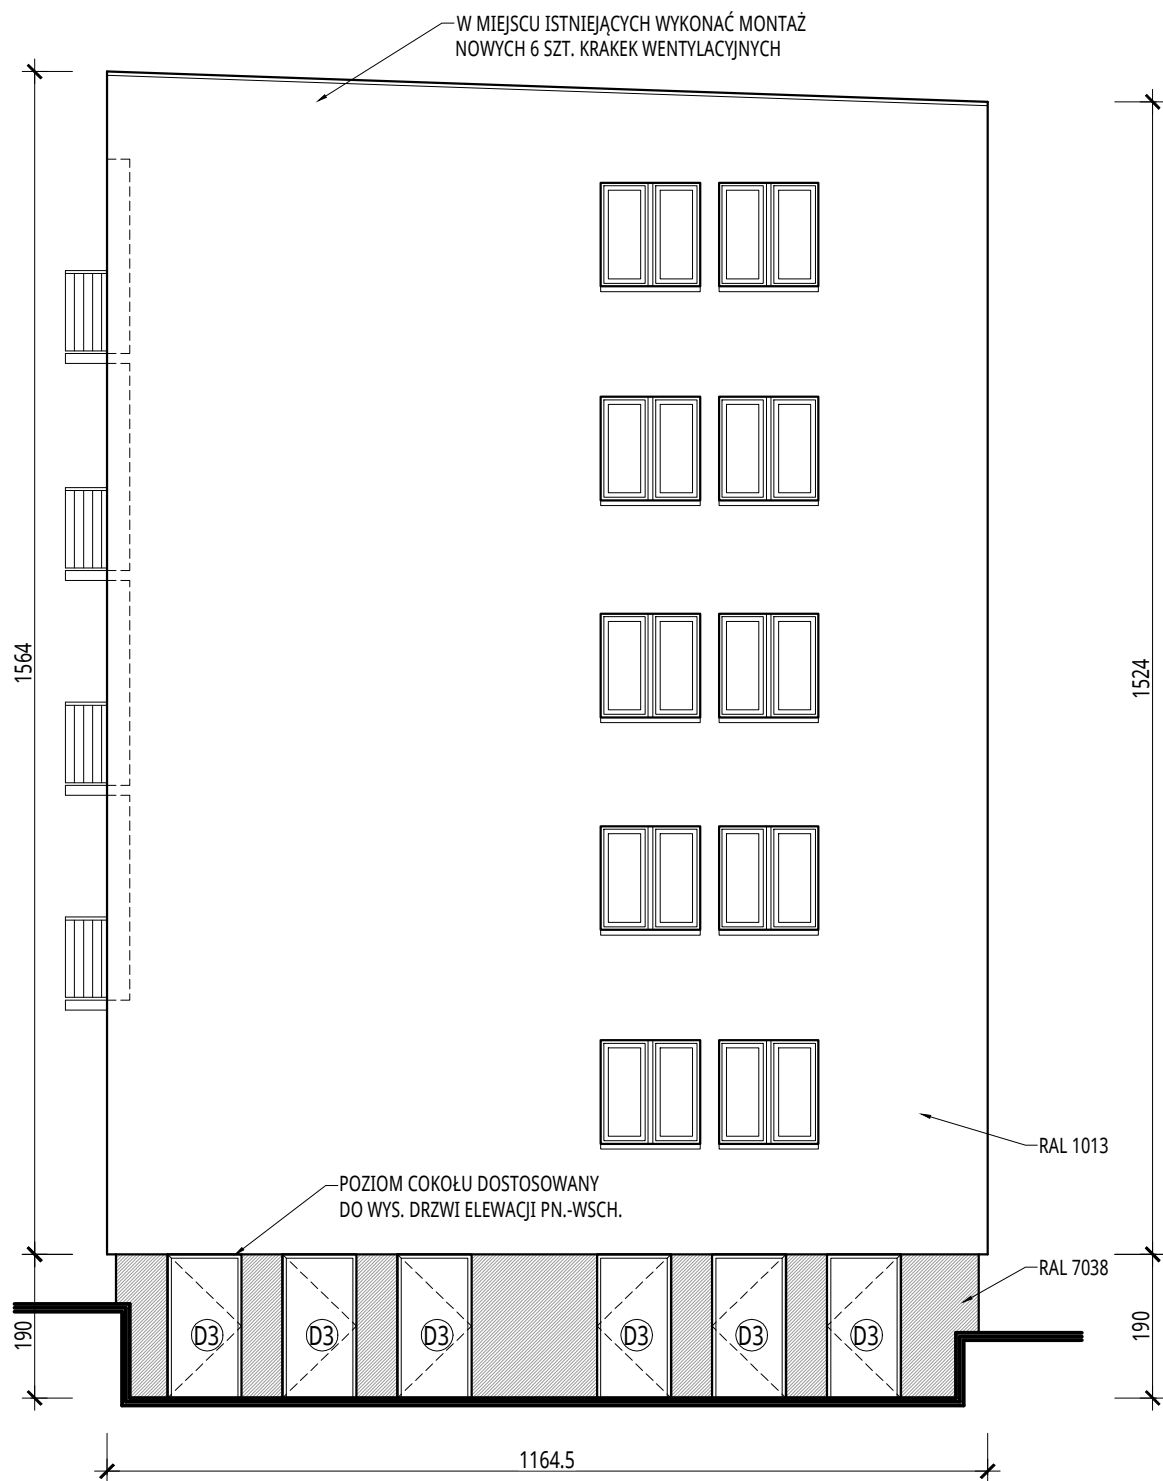 W MIEJSCU ISTNIEJĄCYCH WYKONAĆ MONTAŻ
NOWYCH 6 SZT. KRAKEK WENTYLACYJNYCH
1564
1524
RAL 1013
POZIOM COKOŁU DOSTOSOWANY
DO WYS. DRZWI ELEWACJI PN.-WSCH.
RAL 7038
190
D3 D3 D3 D3 D3 D3
190
1164.5